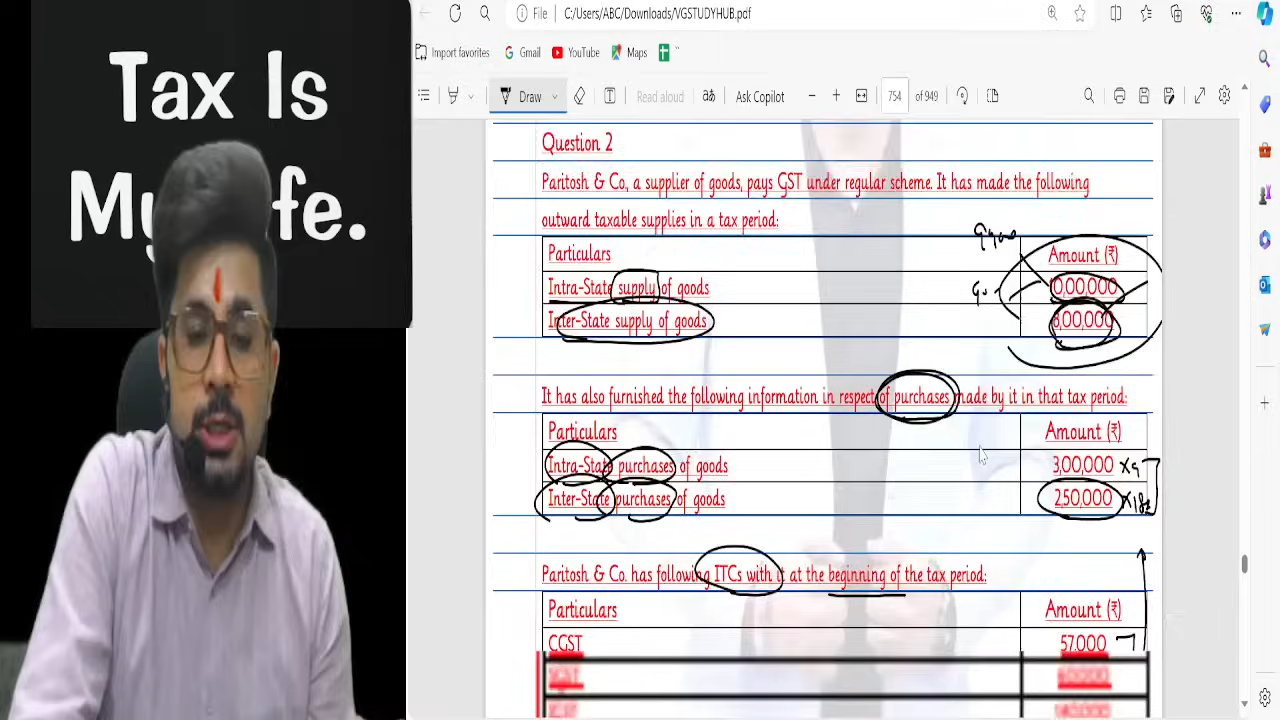 Tax Is
My fe.
File C:/Users/ABC/Downloads/VGSTUDYHUB.pdf
Import favorites Gmail YouTube Maps
Draw Read aloud Ask Copilot 754 of 949
Question 2
Paritosh & Co, a supplier of goods, pays GST under regular scheme. It has made the following
outward taxable supplies in a tax period:
Particulars Amount (₹)
Intra-State supply of goods 10,00,000
Inter-State supply of goods 8,00,000
It has also furnished the following information in respect of purchases made by it in that tax period:
Particulars Amount (₹)
Intra-State purchases of goods 3,00,000 x9
Inter-State purchases of goods 2,50,000 x18%
Paritosh & Co. has following ITCs with it at the beginning of the tax period:
Particulars Amount (₹)
CGST 57,000